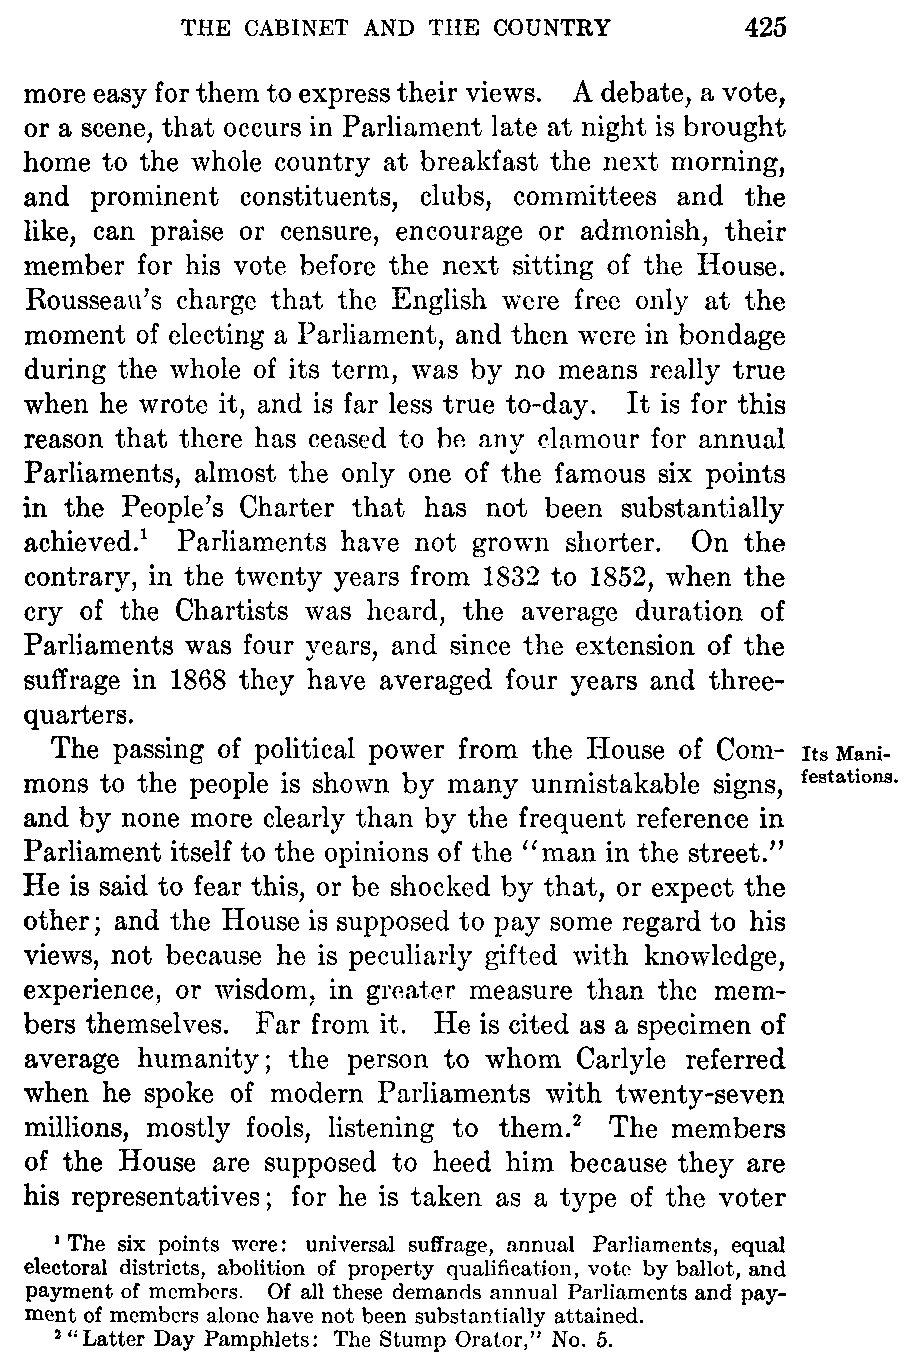 THE CABINET AND THE COUNTRY 425
more easy for them to express their views. A debate, a vote,
or a scene, that occurs in Parliament late at night is brought
home to the whole country at breakfast the next morning,
and prominent constituents, clubs, committees and the
like, can praise or censure, encourage or admonish, their
member for his vote before the next sitting of the House.
Rousseau's charge that the English were free only at the
moment of electing a Parliament, and then were in bondage
during the whole of its term, was by no means really true
when he wrote it, and is far less true to-day. It is for this
reason that there has ceased to be any clamour for annual
Parliaments, almost the only one of the famous six points
in the People's Charter that has not been substantially
achieved.¹ Parliaments have not grown shorter. On the
contrary, in the twenty years from 1832 to 1852, when the
cry of the Chartists was heard, the average duration of
Parliaments was four years, and since the extension of the
suffrage in 1868 they have averaged four years and three-
quarters.
The passing of political power from the House of Com-
mons to the people is shown by many unmistakable signs,
and by none more clearly than by the frequent reference in
Parliament itself to the opinions of the "man in the street."
He is said to fear this, or be shocked by that, or expect the
other; and the House is supposed to pay some regard to his
views, not because he is peculiarly gifted with knowledge,
experience, or wisdom, in greater measure than the mem-
bers themselves. Far from it. He is cited as a specimen of
average humanity; the person to whom Carlyle referred
when he spoke of modern Parliaments with twenty-seven
millions, mostly fools, listening to them.² The members
of the House are supposed to heed him because they are
his representatives; for he is taken as a type of the voter
Its Mani-
festations.
¹ The six points were: universal suffrage, annual Parliaments, equal
electoral districts, abolition of property qualification, vote by ballot, and
payment of members. Of all these demands annual Parliaments and pay-
ment of members alone have not been substantially attained.
² "Latter Day Pamphlets: The Stump Orator," No. 5.